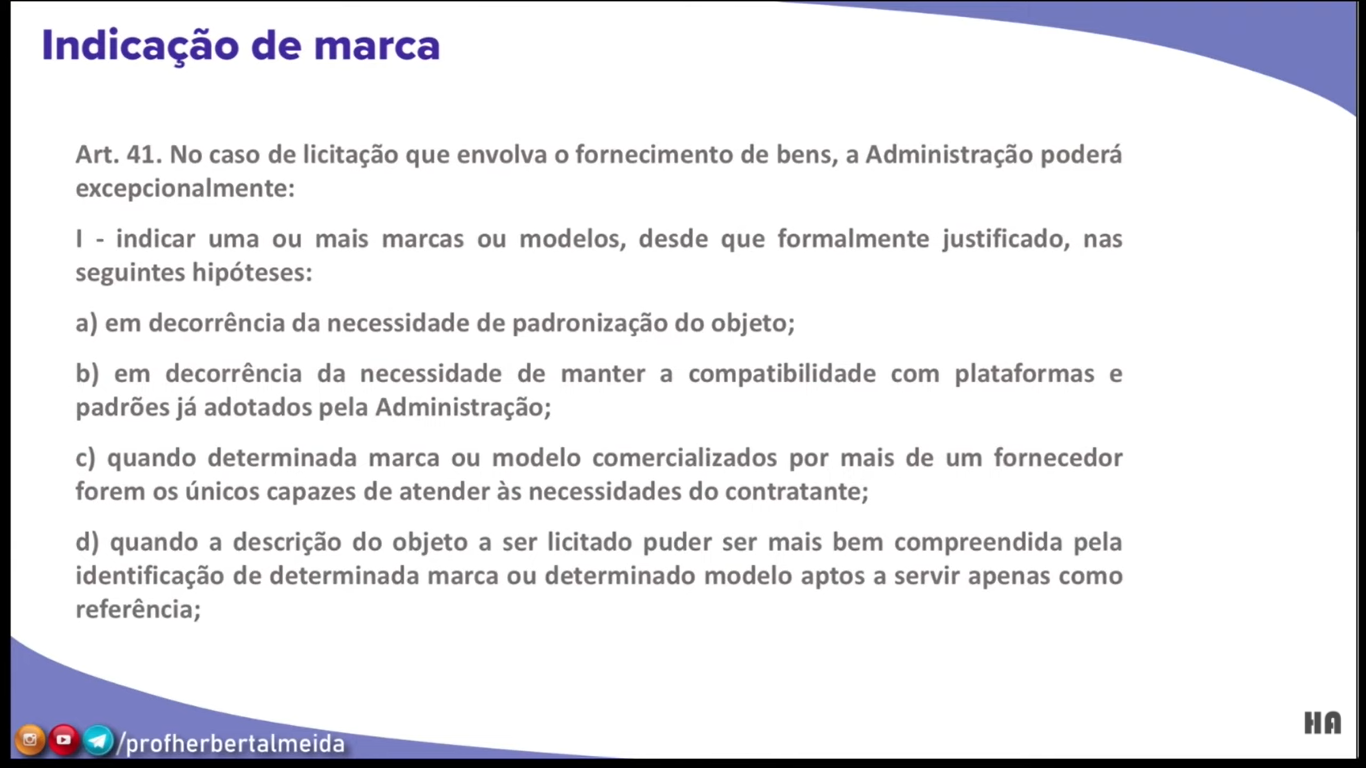 Indicação de marca
Art. 41. No caso de licitação que envolva o fornecimento de bens, a Administração poderá
excepcionalmente:
I - indicar uma ou mais marcas ou modelos, desde que formalmente justificado, nas
seguintes hipóteses:
a) em decorrência da necessidade de padronização do objeto;
b) em decorrência da necessidade de manter a compatibilidade com plataformas e
padrões já adotados pela Administração;
c) quando determinada marca ou modelo comercializados por mais de um fornecedor
forem os únicos capazes de atender às necessidades do contratante;
d) quando a descrição do objeto a ser licitado puder ser mais bem compreendida pela
identificação de determinada marca ou determinado modelo aptos a servir apenas como
referência;
HA
/profherbertalmeida